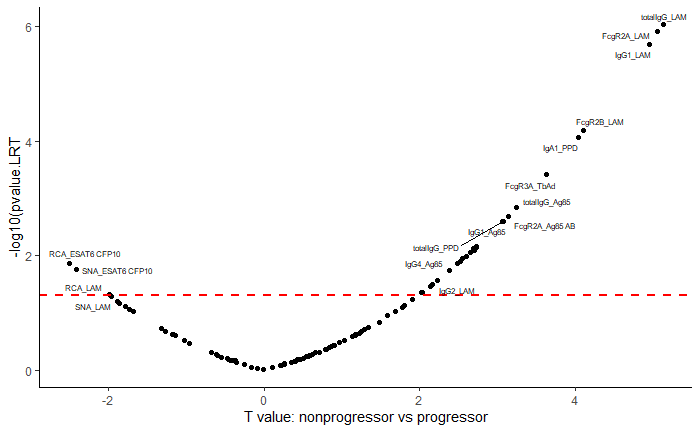 totalIgG_LAM
FcgR2A_LAM
IgG1_LAM
FcgR2B_LAM
IgA1_PPD
FcgR3A_TbAd
totalIgG_Ag85
FcgR2A_Ag85 AB
IgG1_Ag85
totalIgG_PPD
IgG4_Ag85
IgG2_LAM
RCA_ESAT6 CFP10
SNA_ESAT6 CFP10
RCA_LAM
SNA_LAM
6
4
2
0
-log10(pvalue.LRT
-2
0
2
4
T value: nonprogressor vs progressor